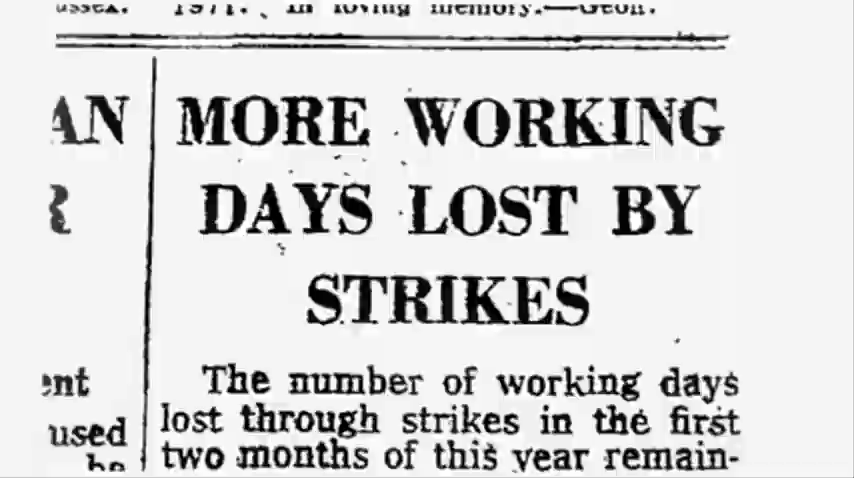 1971. In loving memory.—Geoff.
AN
R
ent
used
be
MORE WORKING
DAYS LOST BY
STRIKES
The number of working days
lost through strikes in the first
two months of this year remain-